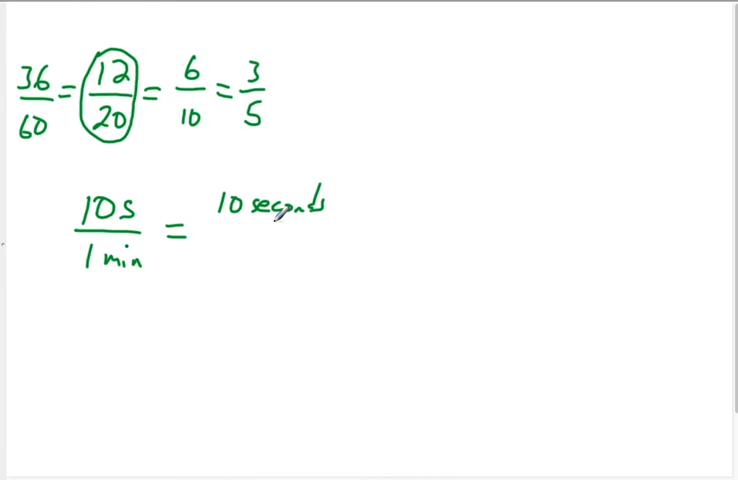 36/60 = 12/20 = 6/10 = 3/5
10s/1 min = 10 seconds